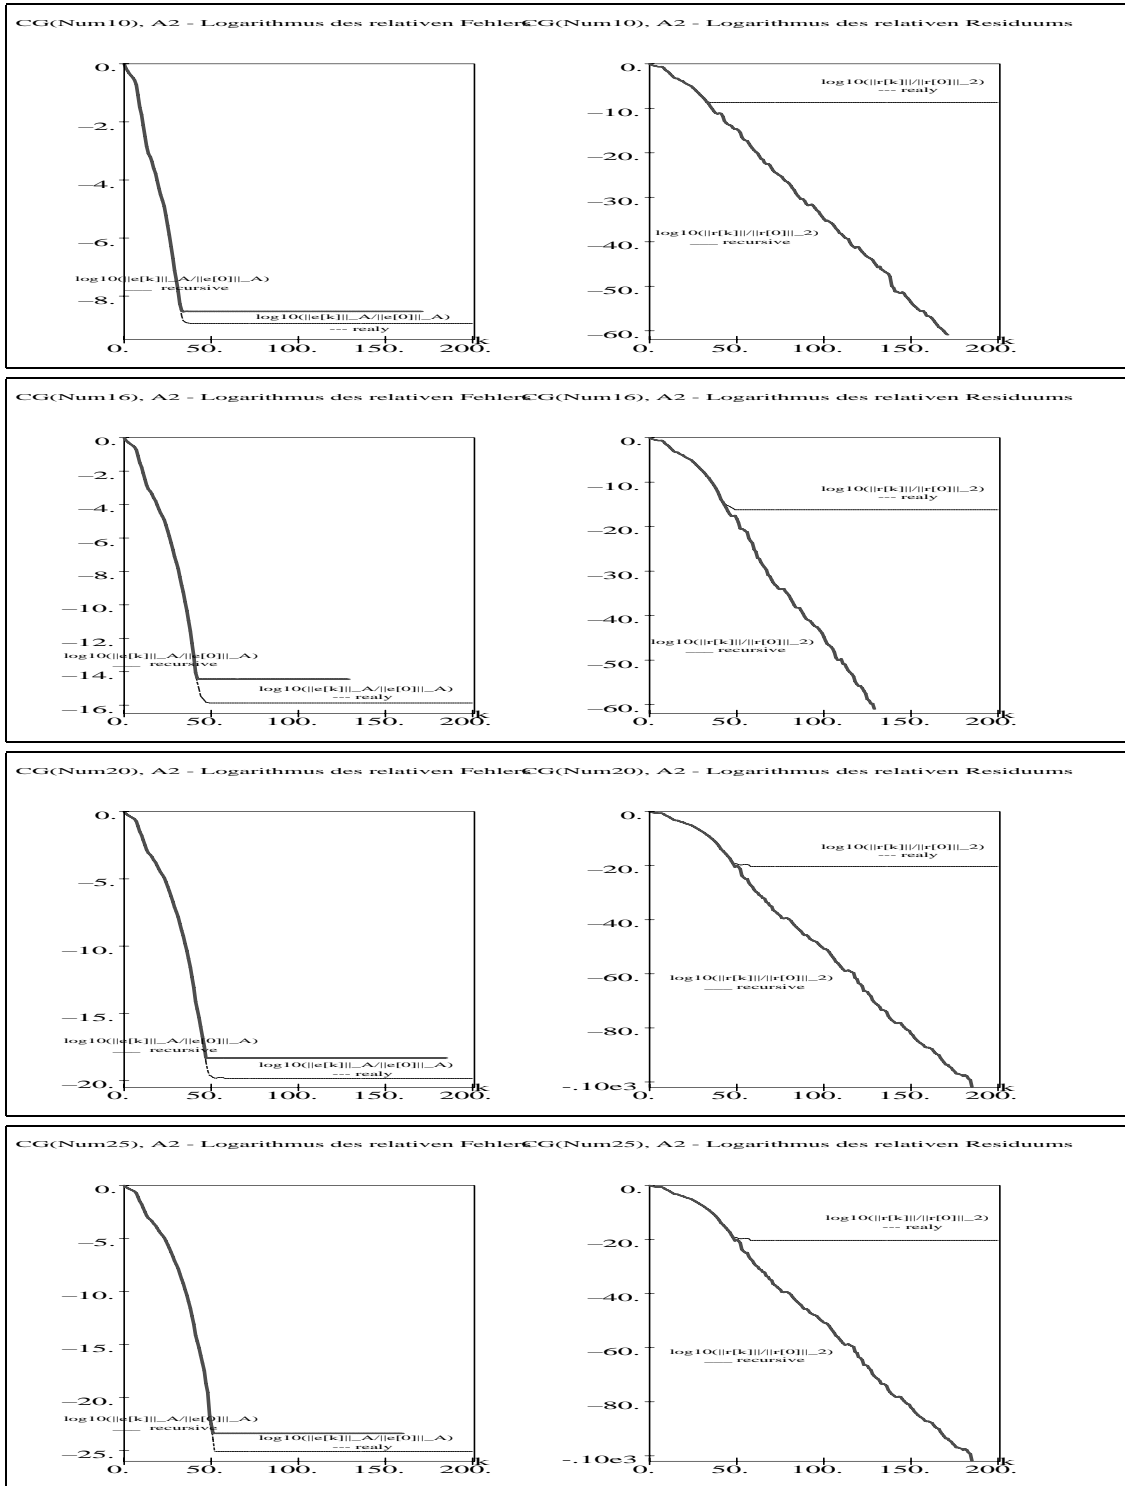 CG(Num10), A2 - Logarithmus des relativen Fehlers CG(Num10), A2 - Logarithmus des relativen Residuums
0.
−2.
−4.
−6.
log10(||e[k]||_A/||e[0]||_A)
___ recursive
−8.
log10(||e[k]||_A/||e[0]||_A)
--- realy
0. 50. 100. 150. 200. k
0.
log10(||r[k]||/||r[0]||_2)
--- realy
−10.
−20.
−30.
log10(||r[k]||/||r[0]||_2)
___ recursive
−40.
−50.
−60.
0. 50. 100. 150. 200. k
CG(Num16), A2 - Logarithmus des relativen Fehlers CG(Num16), A2 - Logarithmus des relativen Residuums
0.
−2.
−4.
−6.
−8.
−10.
−12.
log10(||e[k]||_A/||e[0]||_A)
___ recursive
−14.
log10(||e[k]||_A/||e[0]||_A)
--- realy
−16.
0. 50. 100. 150. 200. k
0.
−10.
log10(||r[k]||/||r[0]||_2)
--- realy
−20.
−30.
−40.
log10(||r[k]||/||r[0]||_2)
___ recursive
−50.
−60.
0. 50. 100. 150. 200. k
CG(Num20), A2 - Logarithmus des relativen Fehlers CG(Num20), A2 - Logarithmus des relativen Residuums
0.
−5.
−10.
−15.
log10(||e[k]||_A/||e[0]||_A)
___ recursive
log10(||e[k]||_A/||e[0]||_A)
--- realy
−20.
0. 50. 100. 150. 200. k
0.
log10(||r[k]||/||r[0]||_2)
--- realy
−20.
−40.
−60.
log10(||r[k]||/||r[0]||_2)
___ recursive
−80.
-.10e3
0. 50. 100. 150. 200. k
CG(Num25), A2 - Logarithmus des relativen Fehlers CG(Num25), A2 - Logarithmus des relativen Residuums
0.
−5.
−10.
−15.
−20.
log10(||e[k]||_A/||e[0]||_A)
___ recursive
log10(||e[k]||_A/||e[0]||_A)
--- realy
−25.
0. 50. 100. 150. 200. k
0.
log10(||r[k]||/||r[0]||_2)
--- realy
−20.
−40.
−60.
log10(||r[k]||/||r[0]||_2)
___ recursive
−80.
-.10e3
0. 50. 100. 150. 200. k